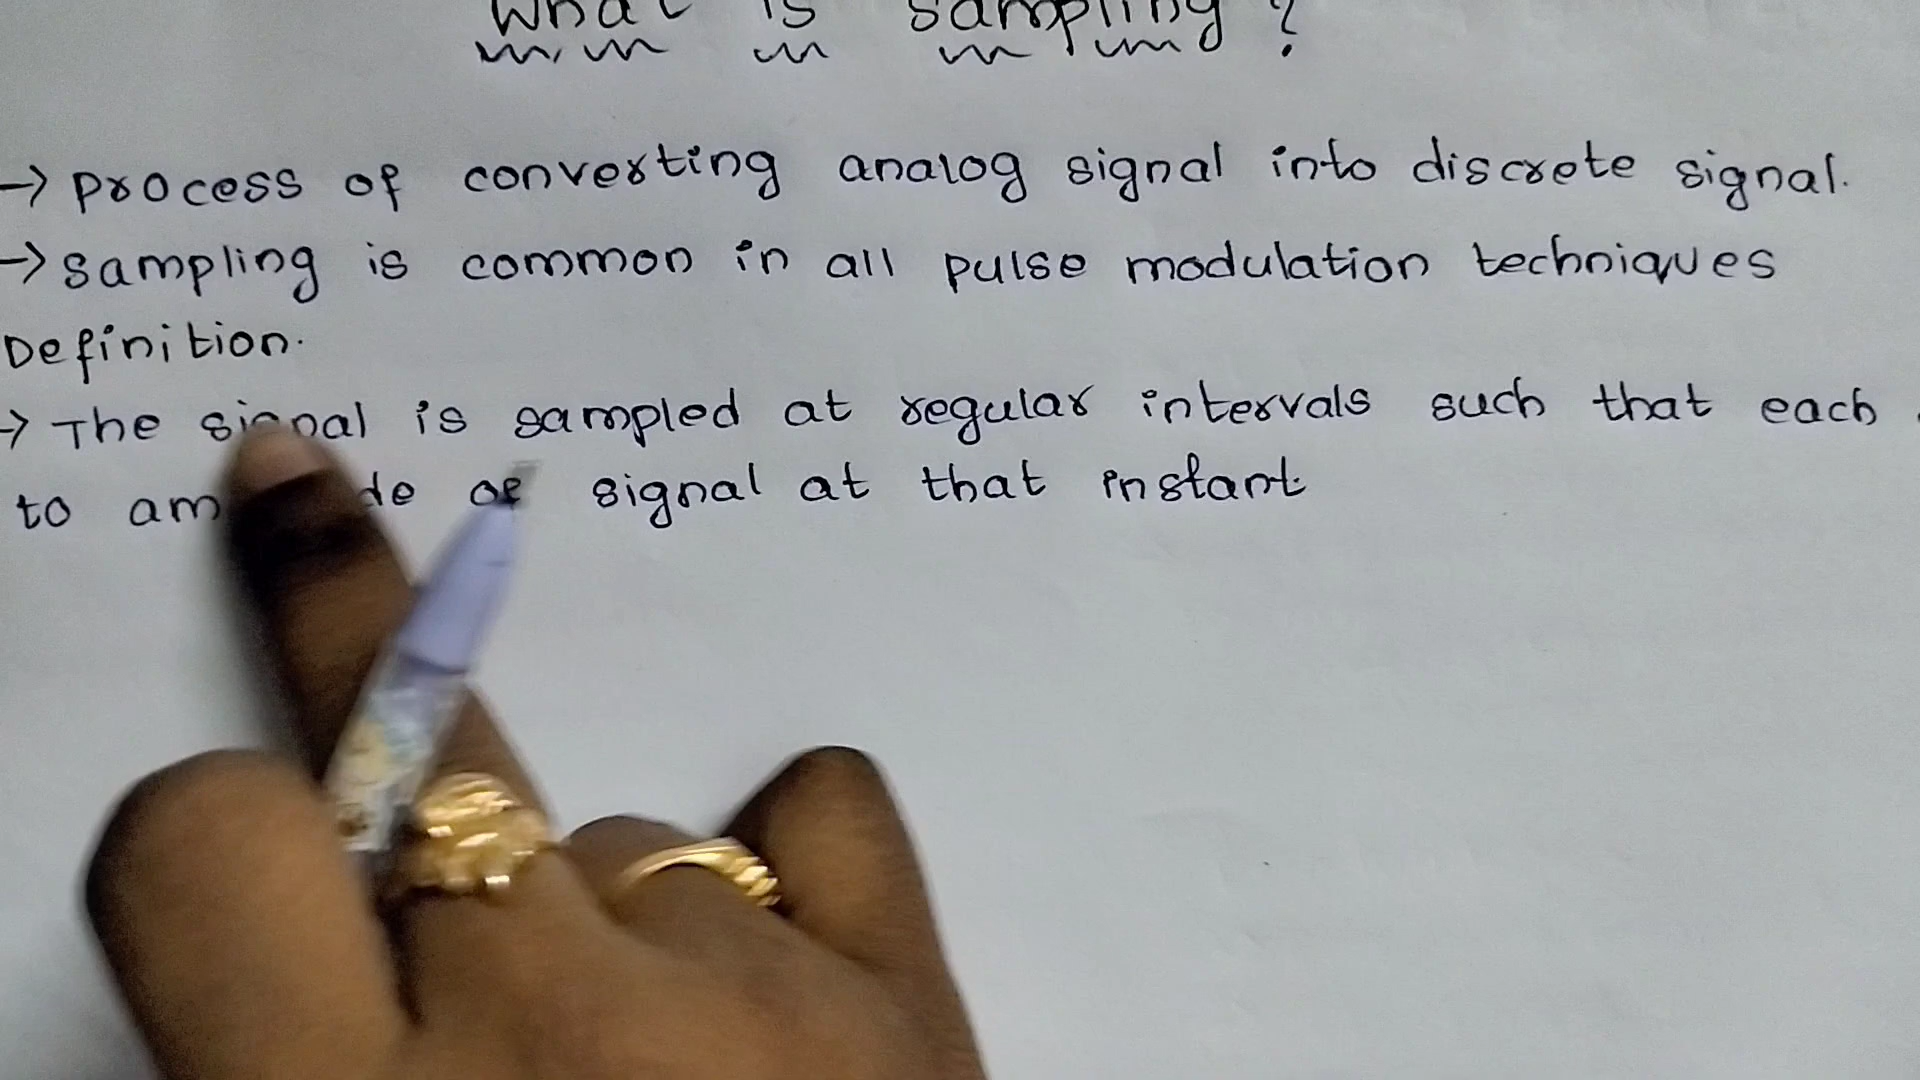 What is sampling?
→ process of converting analog signal into discrete signal.
→ sampling is common in all pulse modulation techniques
Definition.
→ The signal is sampled at regular intervals such that each
to of signal at that instant.